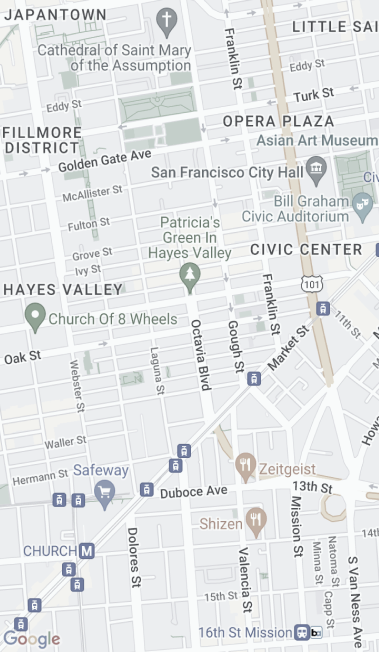 JAPANTOWN
LITTLE SAI
Cathedral of Saint Mary
of the Assumption
Franklin St
Eddy St
Eddy St
Turk St
OPERA PLAZA
FILLMORE
DISTRICT
Golden Gate Ave
Asian Art Museum
San Francisco City Hall
Civic
McAllister St
Bill Graham
Civic Auditorium
Fulton St
Patricia's
Green In
Hayes Valley
Grove St
Ivy St
CIVIC CENTER
HAYES VALLEY
101
Franklin St
Church Of 8 Wheels
Octavia Blvd
Gough St
11th St
Market St
Oak St
Laguna St
Webster St
Howa
Waller St
Hermann St
Safeway
Zeitgeist
Duboce Ave
13th St
Shizen
Mission St
CHURCH M
Dolores St
Valencia St
Natoma St
Minna St
Capp St
S Van Ness Ave
15th St
16th St Mission
Google